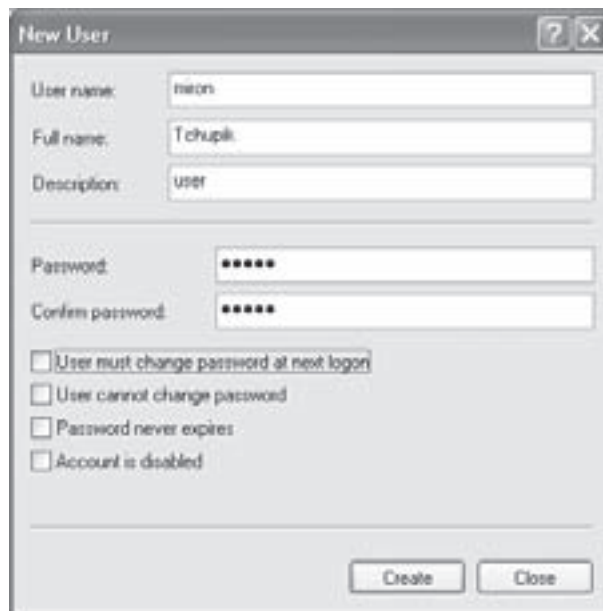 New User
User name:
Full name: Tchupik
Description: user
Password: •••••
Confirm password: •••••
User must change password at next logon
User cannot change password
Password never expires
Account is disabled
Create Close